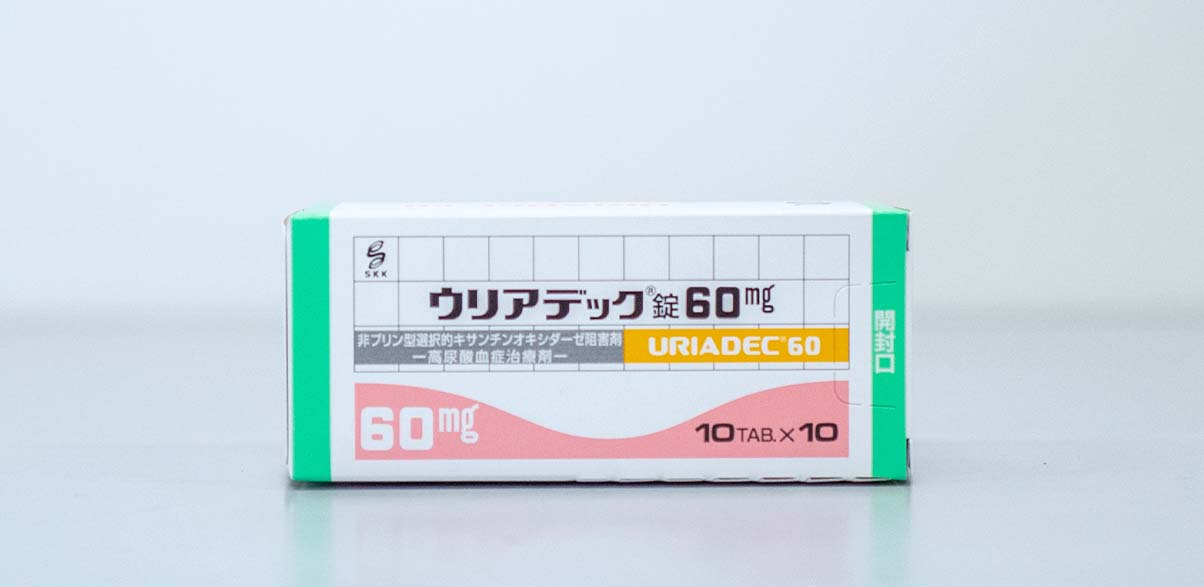 SKK
ウリアデック®錠60mg
非プリン型選択的キサンチンオキシダーゼ阻害剤
ー高尿酸血症治療剤ー
URIADEC® 60
60mg
10TAB.×10
開封口